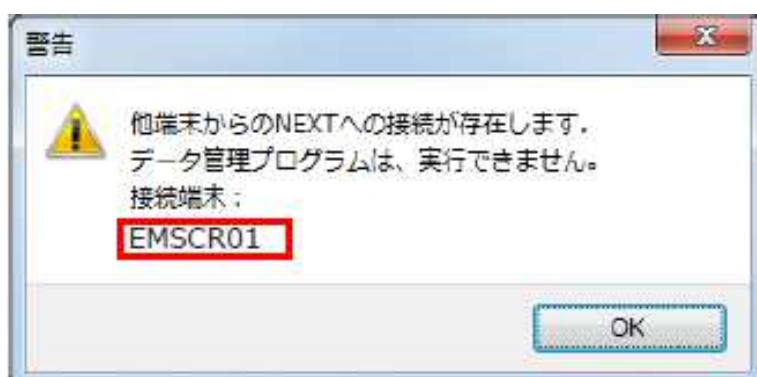 警告
他端末からのNEXTへの接続が存在します．
データ管理プログラムは、実行できません。
接続端末：
EMSCR01
OK